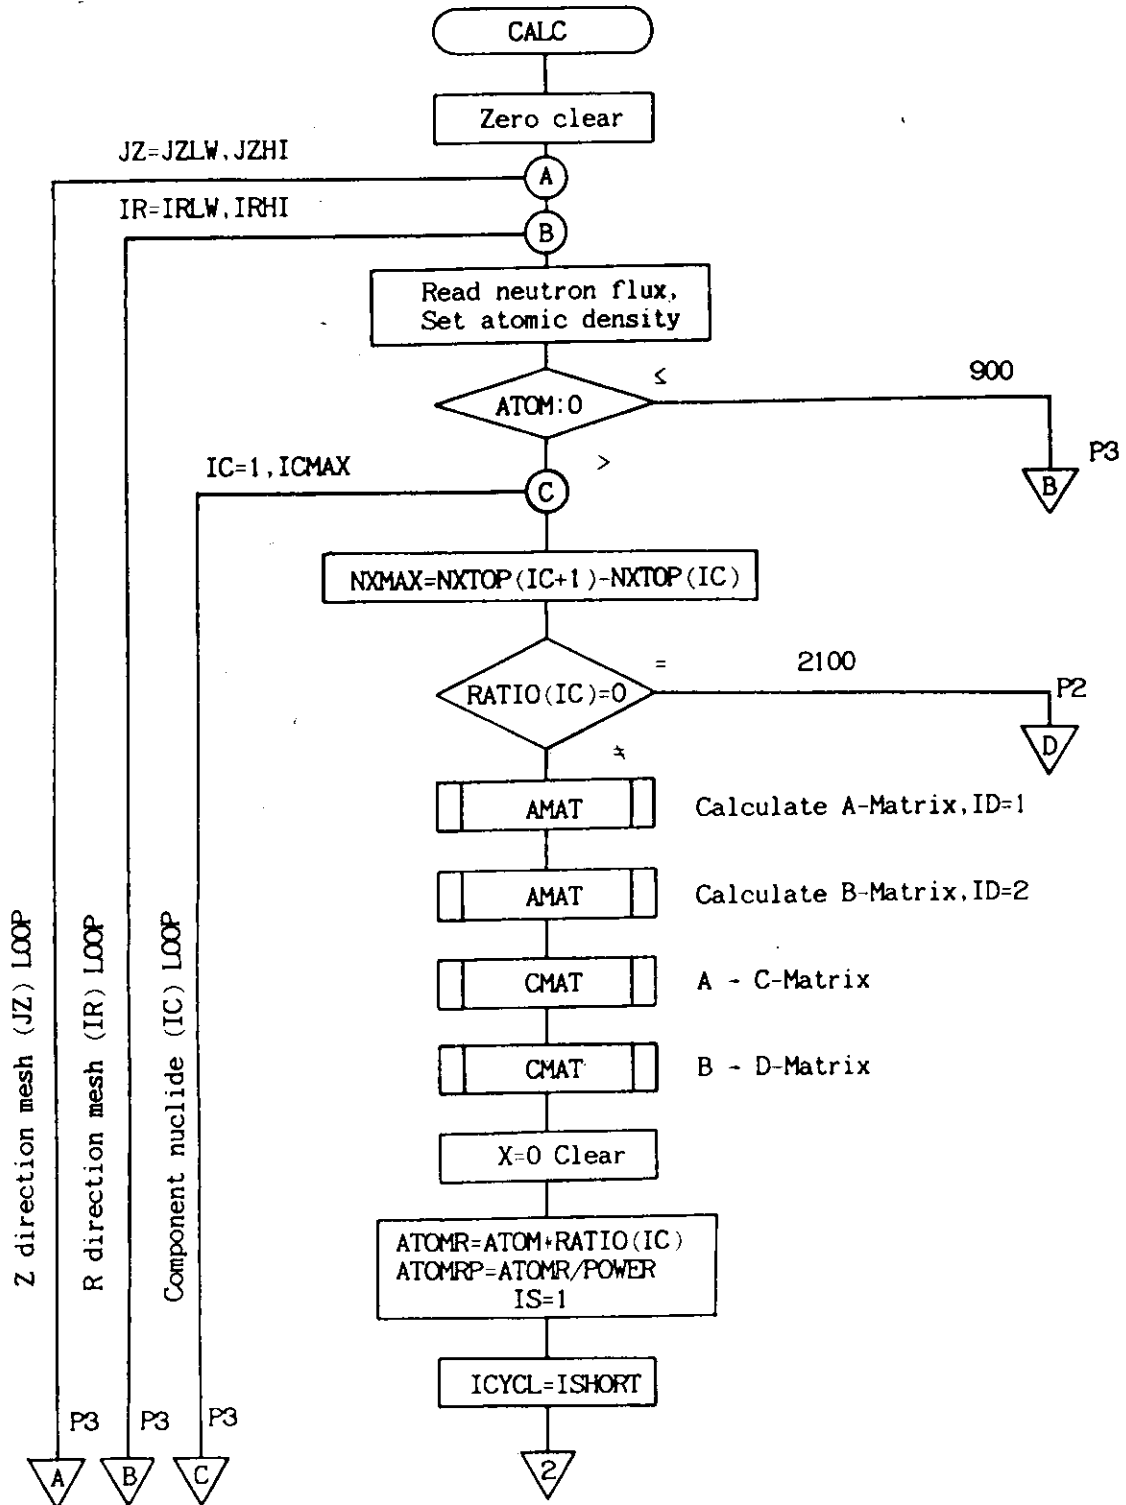 CALC
Zero clear
JZ=JZLW,JZHI
A
IR=IRLW,IRHI
B
Read neutron flux,
Set atomic density
ATOM:0
≤
900
P3
B
>
IC=1,ICMAX
C
NXMAX=NXTOP(IC+1)-NXTOP(IC)
RATIO(IC)=0
=
2100
P2
D
≠
AMAT
Calculate A-Matrix,ID=1
AMAT
Calculate B-Matrix,ID=2
CMAT
A - C-Matrix
CMAT
B - D-Matrix
X=0 Clear
ATOMR=ATOM*RATIO(IC)
ATOMRP=ATOMR/POWER
IS=1
ICYCL=ISHORT
2
Z direction mesh (JZ) LOOP
R direction mesh (IR) LOOP
Component nuclide (IC) LOOP
P3
P3
P3
A
B
C